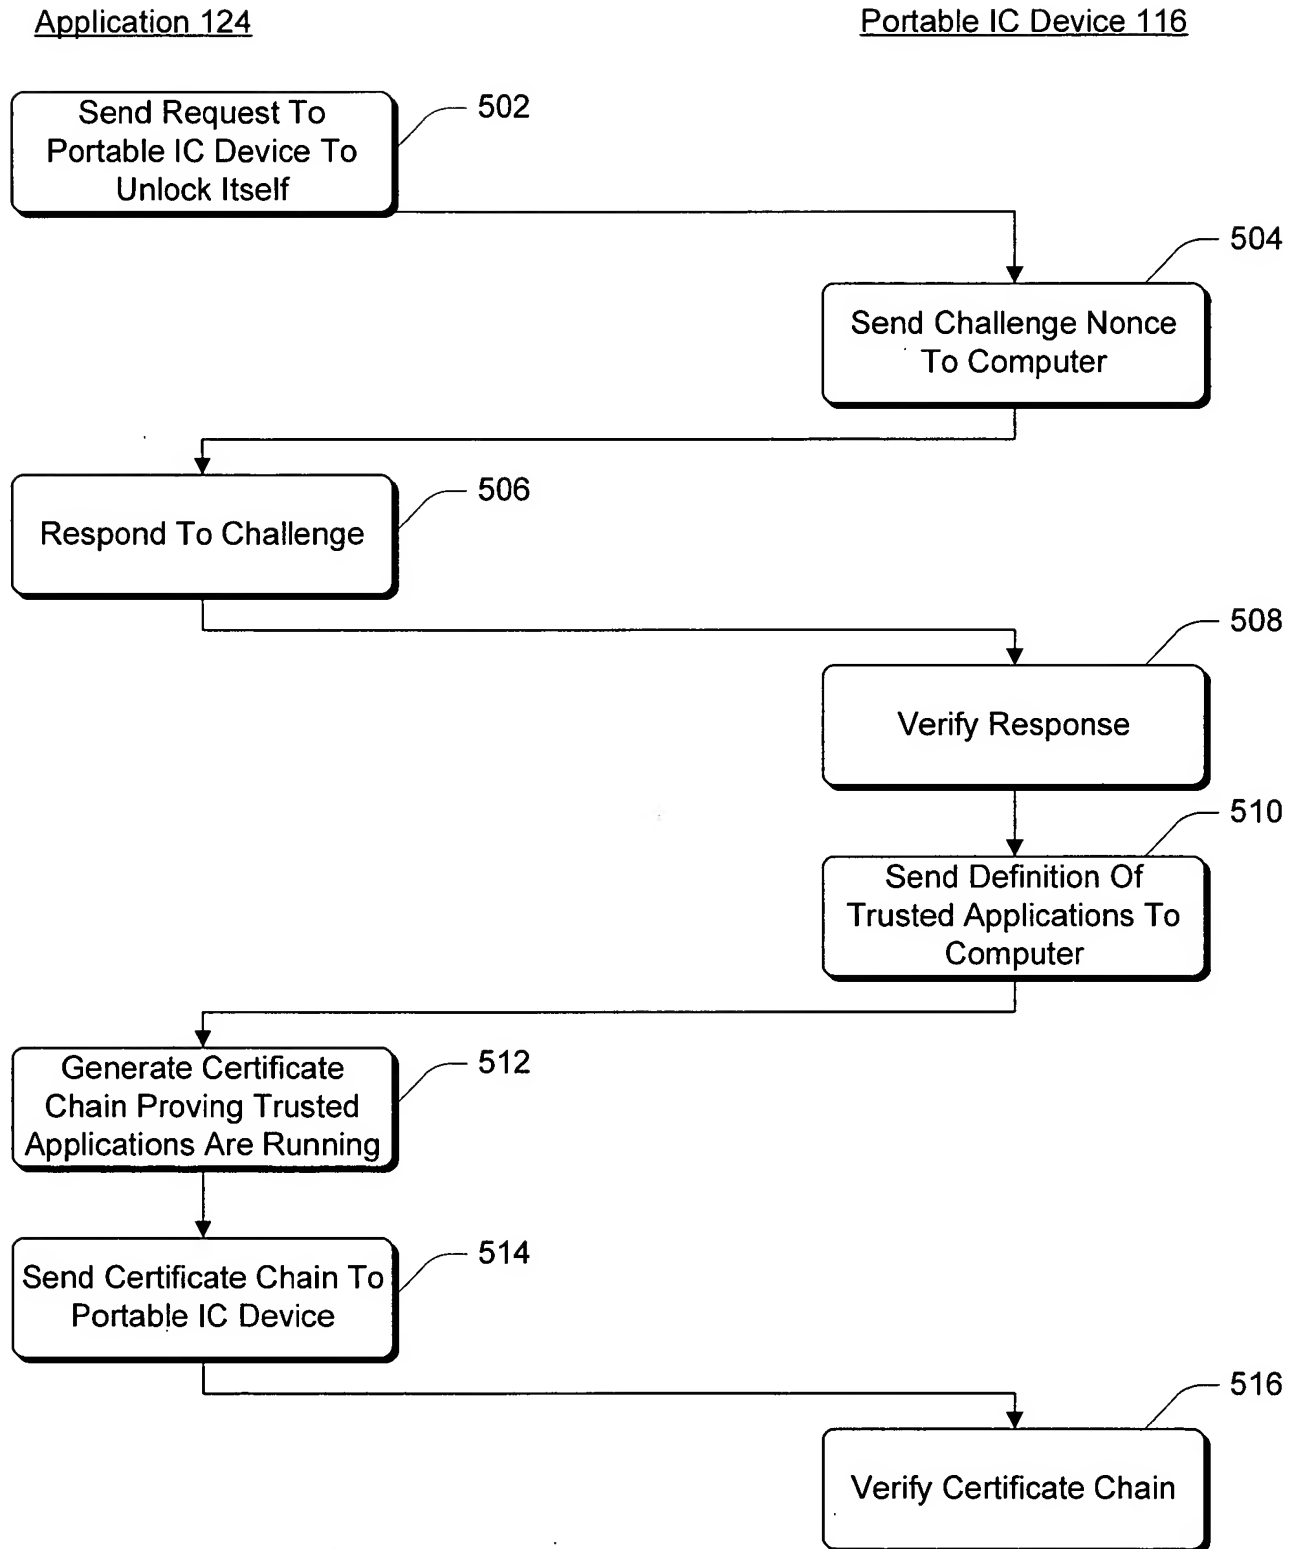 Application 124
Portable IC Device 116
Send Request To
Portable IC Device To
Unlock Itself
502
504
Send Challenge Nonce
To Computer
506
Respond To Challenge
508
Verify Response
510
Send Definition Of
Trusted Applications To
Computer
Generate Certificate
Chain Proving Trusted
Applications Are Running
512
Send Certificate Chain To
Portable IC Device
514
516
Verify Certificate Chain